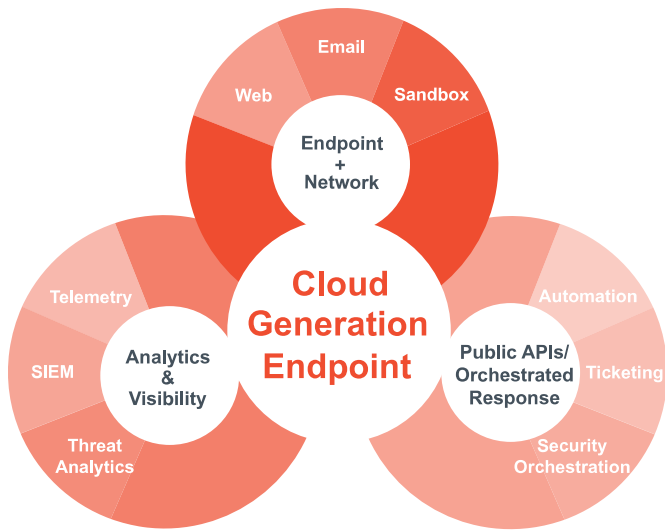 Email
Web
Sandbox
Endpoint
+
Network
Cloud
Generation
Endpoint
Telemetry
SIEM
Threat
Analytics
Analytics
&
Visibility
Public APIs/
Orchestrated
Response
Automation
Ticketing
Security
Orchestration